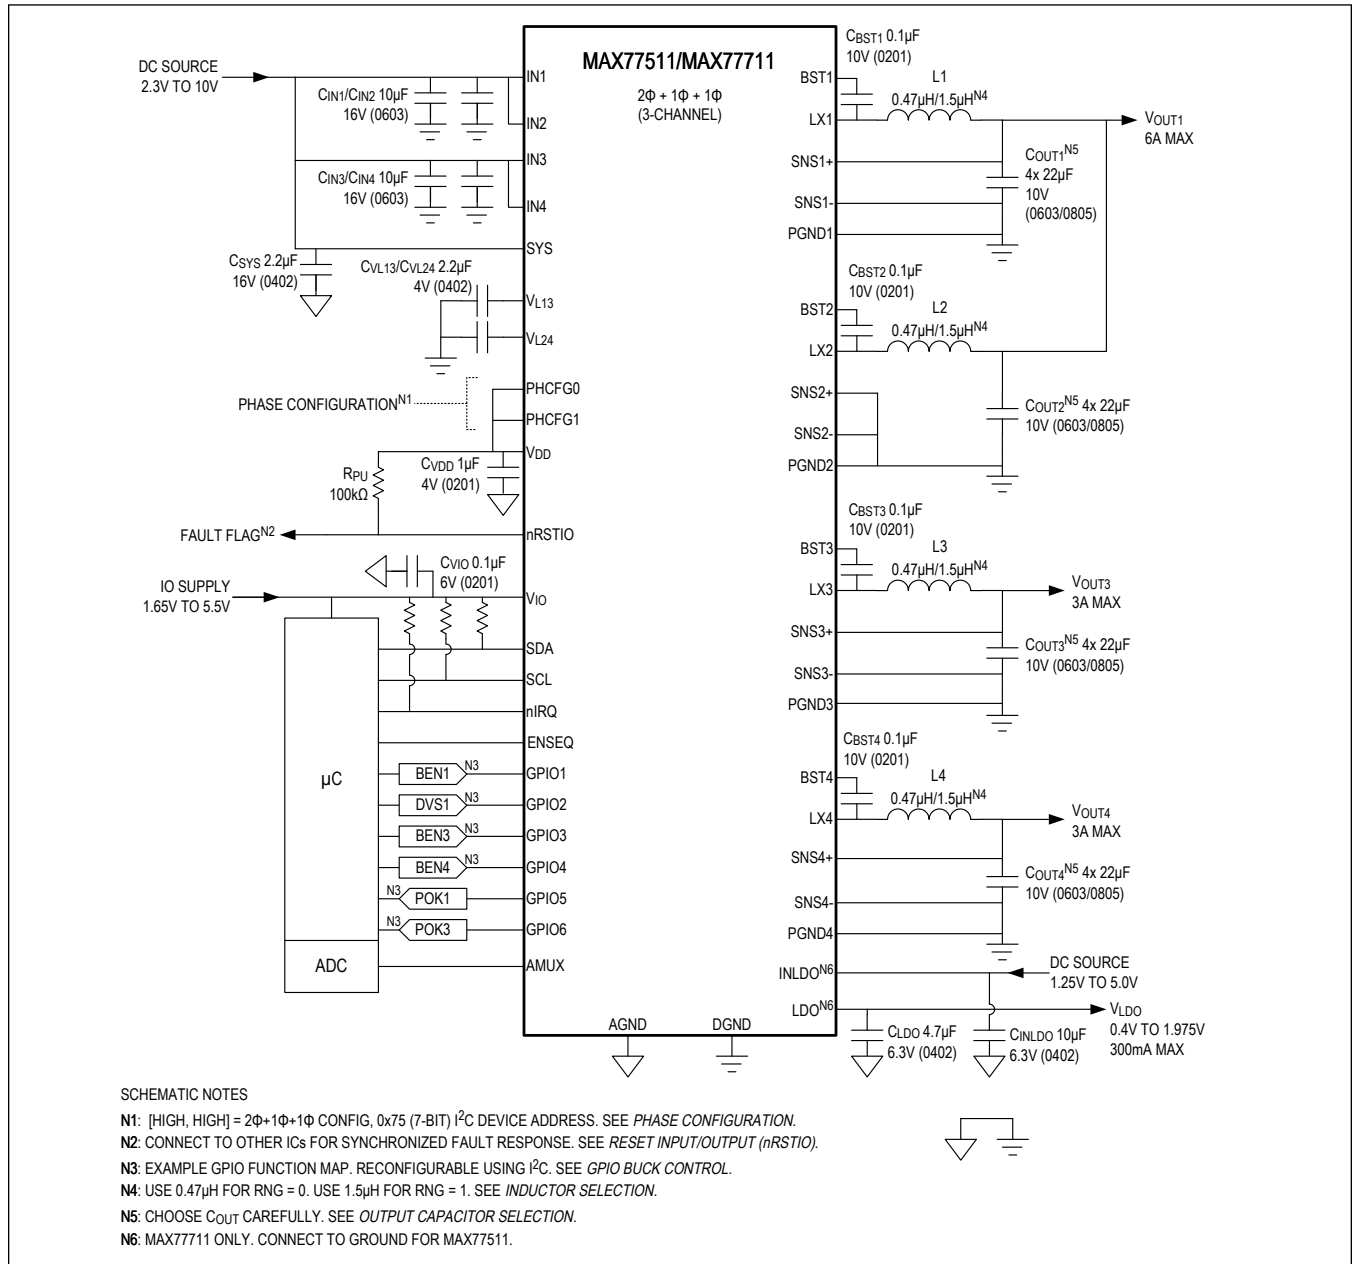 MAX77511/MAX77711
2Φ + 1Φ + 1Φ
(3-CHANNEL)
DC SOURCE
2.3V TO 10V
CIN1/CIN2 10µF
16V (0603)
CIN3/CIN4 10µF
16V (0603)
CSYS 2.2µF
16V (0402)
CVL13/CVL24 2.2µF
4V (0402)
PHASE CONFIGURATIONN1
RPU
100kΩ
CVDD 1µF
4V (0201)
FAULT FLAGN2
CVIO 0.1µF
6V (0201)
IO SUPPLY
1.65V TO 5.5V
µC
ADC
BEN1 N3
DVS1 N3
BEN3 N3
BEN4 N3
N3 POK1
N3 POK3
IN1
IN2
IN3
IN4
SYS
VL13
VL24
PHCFG0
PHCFG1
VDD
nRSTIO
VIO
SDA
SCL
nIRQ
ENSEQ
GPIO1
GPIO2
GPIO3
GPIO4
GPIO5
GPIO6
AMUX
AGND
DGND
BST1
LX1
SNS1+
SNS1-
PGND1
BST2
LX2
SNS2+
SNS2-
PGND2
BST3
LX3
SNS3+
SNS3-
PGND3
BST4
LX4
SNS4+
SNS4-
PGND4
INLDON6
LDON6
CBST1 0.1µF
10V (0201)
L1
0.47µH/1.5µHN4
VOUT1
6A MAX
COUT1N5
4x 22µF
10V
(0603/0805)
CBST2 0.1µF
10V (0201)
L2
0.47µH/1.5µHN4
COUT2N5 4x 22µF
10V (0603/0805)
CBST3 0.1µF
10V (0201)
L3
0.47µH/1.5µHN4
VOUT3
3A MAX
COUT3N5 4x 22µF
10V (0603/0805)
CBST4 0.1µF
10V (0201)
L4
0.47µH/1.5µHN4
VOUT4
3A MAX
COUT4N5 4x 22µF
10V (0603/0805)
DC SOURCE
1.25V TO 5.0V
VLDO
0.4V TO 1.975V
300mA MAX
CLDO 4.7µF
6.3V (0402)
CINLDO 10µF
6.3V (0402)
SCHEMATIC NOTES
N1: [HIGH, HIGH] = 2Φ+1Φ+1Φ CONFIG, 0x75 (7-BIT) I2C DEVICE ADDRESS. SEE PHASE CONFIGURATION.
N2: CONNECT TO OTHER ICs FOR SYNCHRONIZED FAULT RESPONSE. SEE RESET INPUT/OUTPUT (nRSTIO).
N3: EXAMPLE GPIO FUNCTION MAP. RECONFIGURABLE USING I2C. SEE GPIO BUCK CONTROL.
N4: USE 0.47µH FOR RNG = 0. USE 1.5µH FOR RNG = 1. SEE INDUCTOR SELECTION.
N5: CHOOSE COUT CAREFULLY. SEE OUTPUT CAPACITOR SELECTION.
N6: MAX77711 ONLY. CONNECT TO GROUND FOR MAX77511.